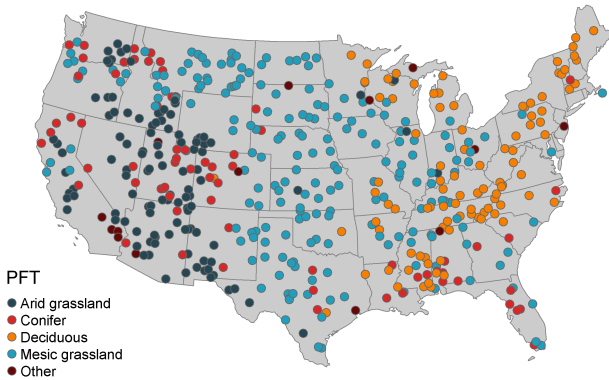 PFT
Arid grassland
Conifer
Deciduous
Mesic grassland
Other